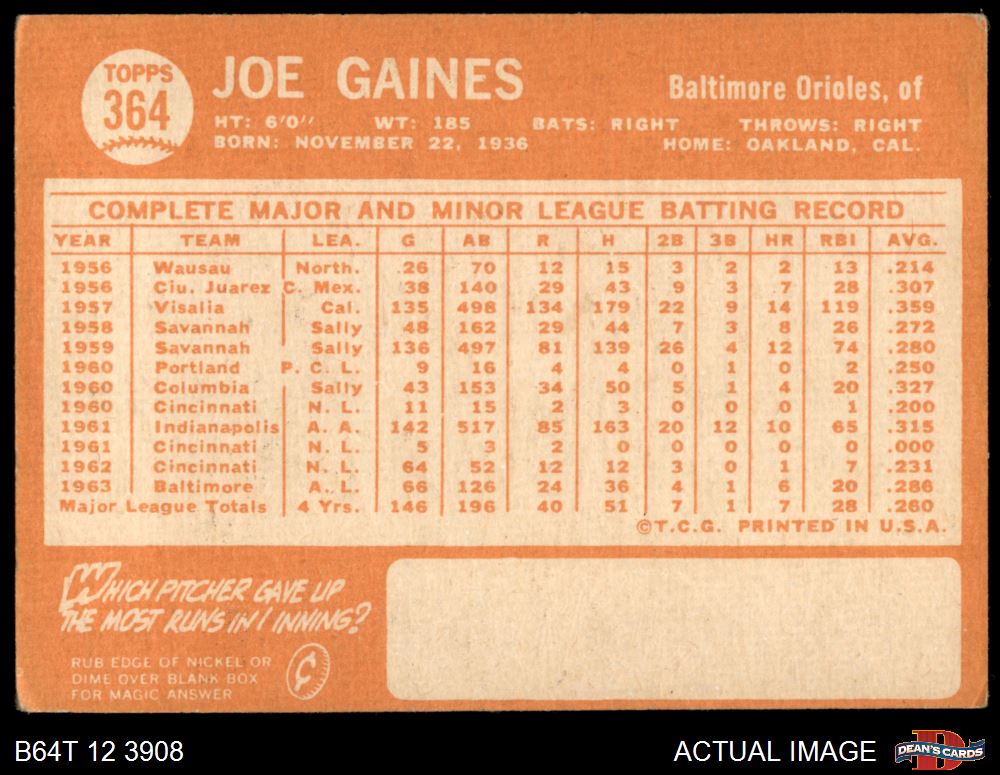 TOPPS
364
JOE GAINES
Baltimore Orioles, of
HT: 6'0" WT: 185 BATS: RIGHT THROWS: RIGHT
BORN: NOVEMBER 22, 1936 HOME: OAKLAND, CAL.
COMPLETE MAJOR AND MINOR LEAGUE BATTING RECORD
YEAR TEAM LEA. G AB R H 2B 3B HR RBI AVG.
1956 Wausau North. 26 70 12 15 3 2 2 13 .214
1956 Ciu. Juarez C. Mex. 38 140 29 43 9 3 7 28 .307
1957 Visalia Cal. 135 498 134 179 22 9 14 119 .359
1958 Savannah Sally 48 162 29 44 7 3 8 26 .272
1959 Savannah Sally 136 497 81 139 26 4 12 74 .280
1960 Portland P. C. L. 9 16 4 4 0 1 0 2 .250
1960 Columbia Sally 43 153 34 50 5 1 4 20 .327
1960 Cincinnati N. L. 11 15 2 3 0 0 0 1 .200
1961 Indianapolis A. A. 142 517 85 163 20 12 10 65 .315
1961 Cincinnati N. L. 5 3 2 0 0 0 0 0 .000
1962 Cincinnati N. L. 64 52 12 12 3 0 1 7 .231
1963 Baltimore A. L. 66 126 24 36 4 1 6 20 .286
Major League Totals 4 Yrs. 146 196 40 51 7 1 7 28 .260
©T.C.G. PRINTED IN U.S.A.
WHICH PITCHER GAVE UP
THE MOST RUNS IN 1 INNING?
RUB EDGE OF NICKEL OR
DIME OVER BLANK BOX
FOR MAGIC ANSWER
B64T 12 3908
ACTUAL IMAGE
DEAN'S CARDS